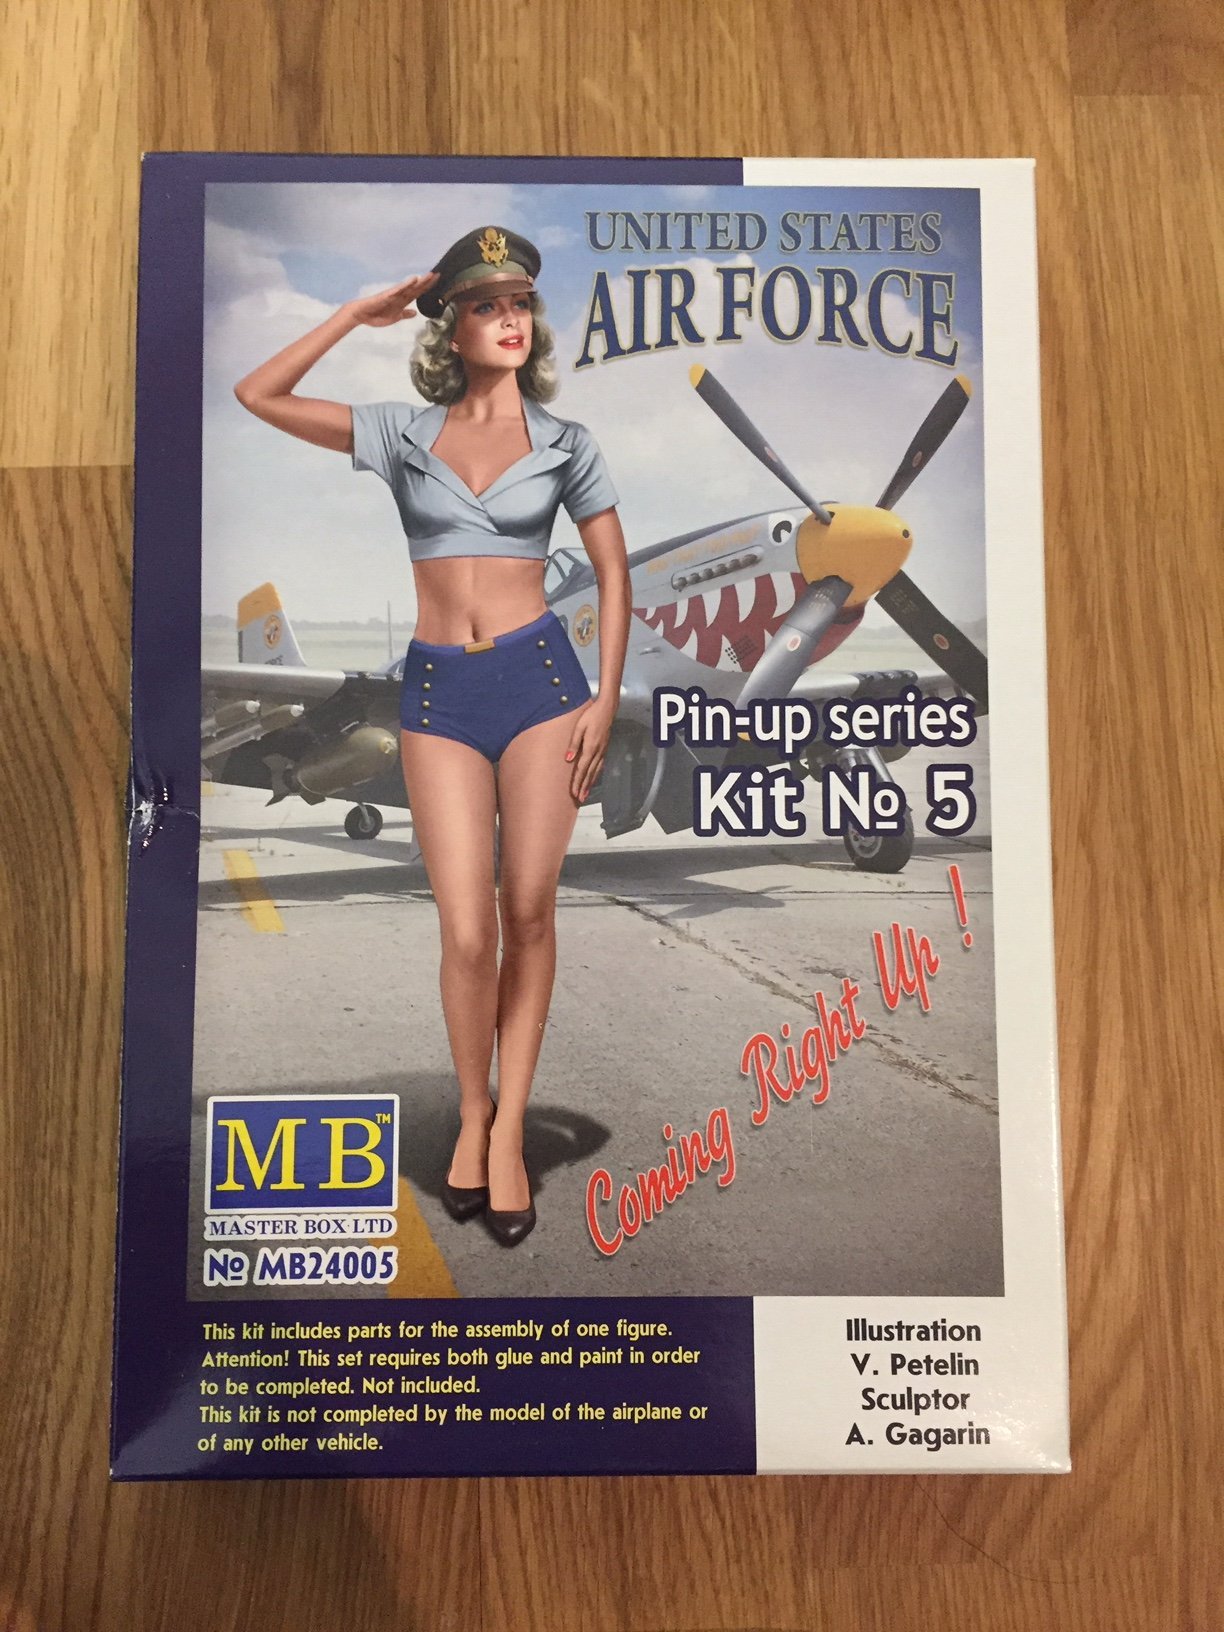 UNITED STATES
AIR FORCE
Pin-up series
Kit № 5
Coming Right Up !
MB™
MASTER BOX LTD
№ MB24005
This kit includes parts for the assembly of one figure.
Attention! This set requires both glue and paint in order
to be completed. Not included.
This kit is not completed by the model of the airplane or
of any other vehicle.
Illustration
V. Petelin
Sculptor
A. Gagarin